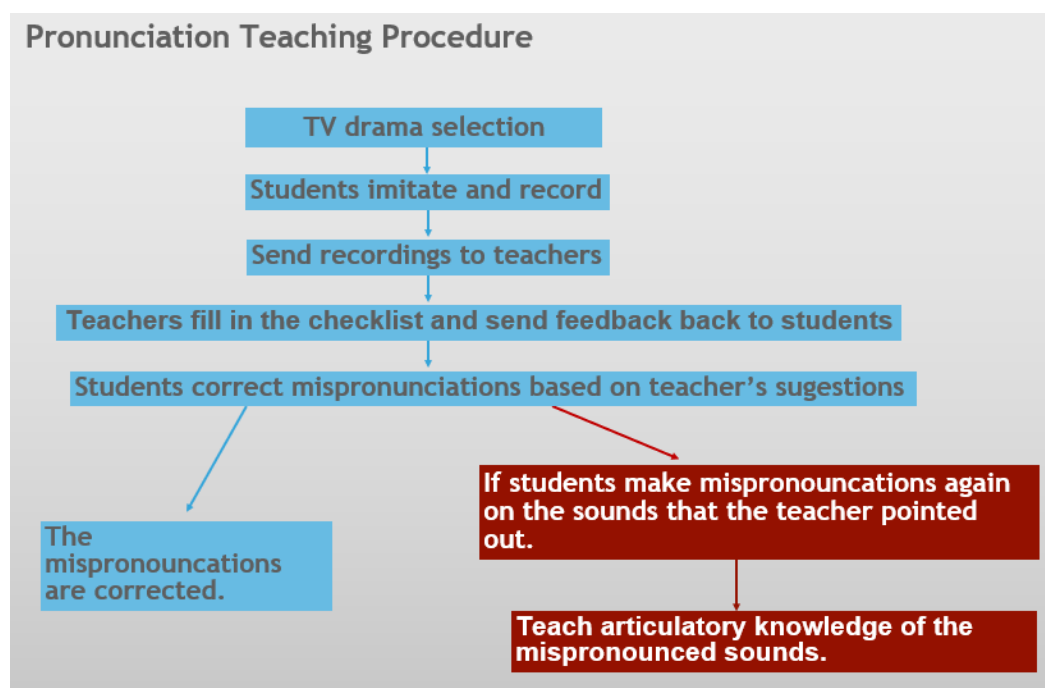 Pronunciation Teaching Procedure
TV drama selection
Students imitate and record
Send recordings to teachers
Teachers fill in the checklist and send feedback back to students
Students correct mispronunciations based on teacher’s sugestions
The
mispronouncations
are corrected.
If students make mispronouncations again
on the sounds that the teacher pointed
out.
Teach articulatory knowledge of the
mispronounced sounds.